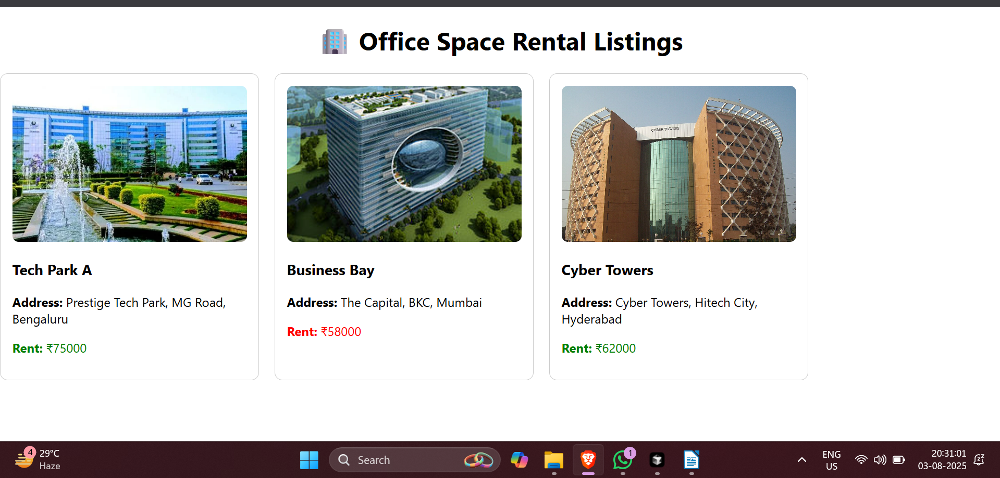 Office Space Rental Listings
CYBER TOWERS
Tech Park A
Address: Prestige Tech Park, MG Road,
Bengaluru
Rent: ₹75000
Business Bay
Address: The Capital, BKC, Mumbai
Rent: ₹58000
Cyber Towers
Address: Cyber Towers, Hitech City,
Hyderabad
Rent: ₹62000
4
29°C
Haze
Search
1
ENG
US
20:31:01
03-08-2025